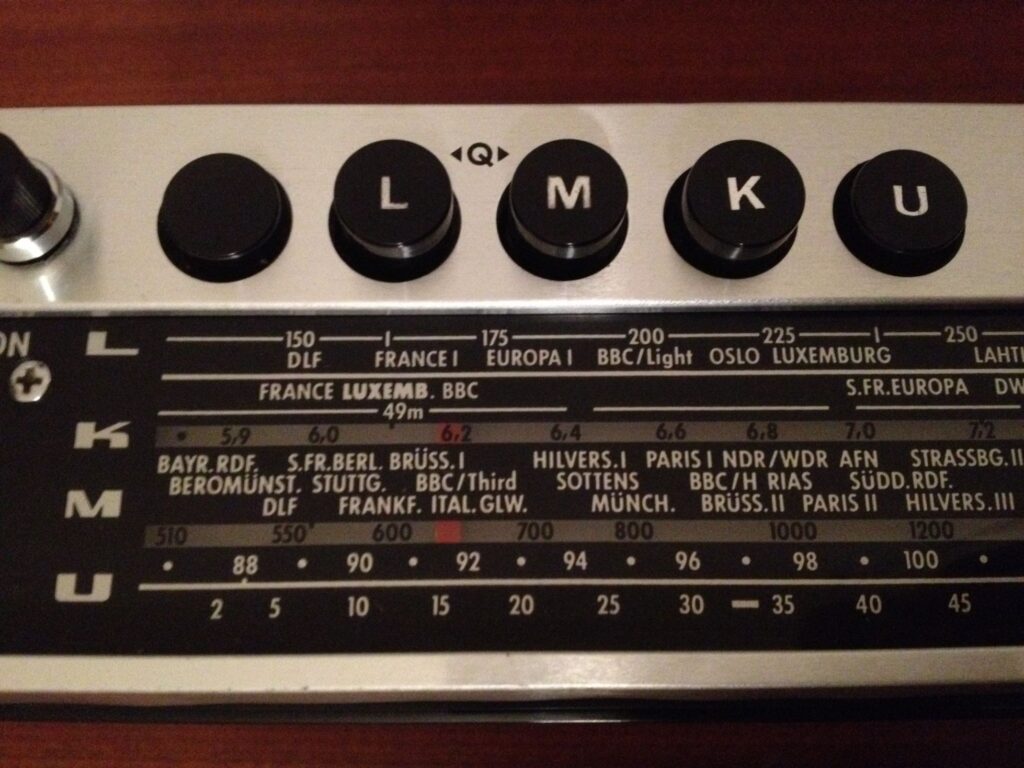 ◄Q►
L M K U
ON L 150 175 200 225 250
DLF FRANCE I EUROPA I BBC/Light OSLO LUXEMBURG LAHTI
FRANCE LUXEMB. BBC S.FR.EUROPA DW
49m
K 5,9 6,0 6,2 6,4 6,6 6,8 7,0 7,2
BAYR.RDF. S.FR.BERL. BRÜSS.I HILVERS.I PARIS I NDR/WDR AFN STRASSBG.II
BEROMÜNST. STUTTG. BBC/Third SOTTENS BBC/H RIAS SÜDD.RDF.
M DLF FRANKF. ITAL.GLW. MÜNCH. BRÜSS.II PARIS II HILVERS.III
510 550 600 700 800 1000 1200
88 90 92 94 96 98 100
U
2 5 10 15 20 25 30 35 40 45